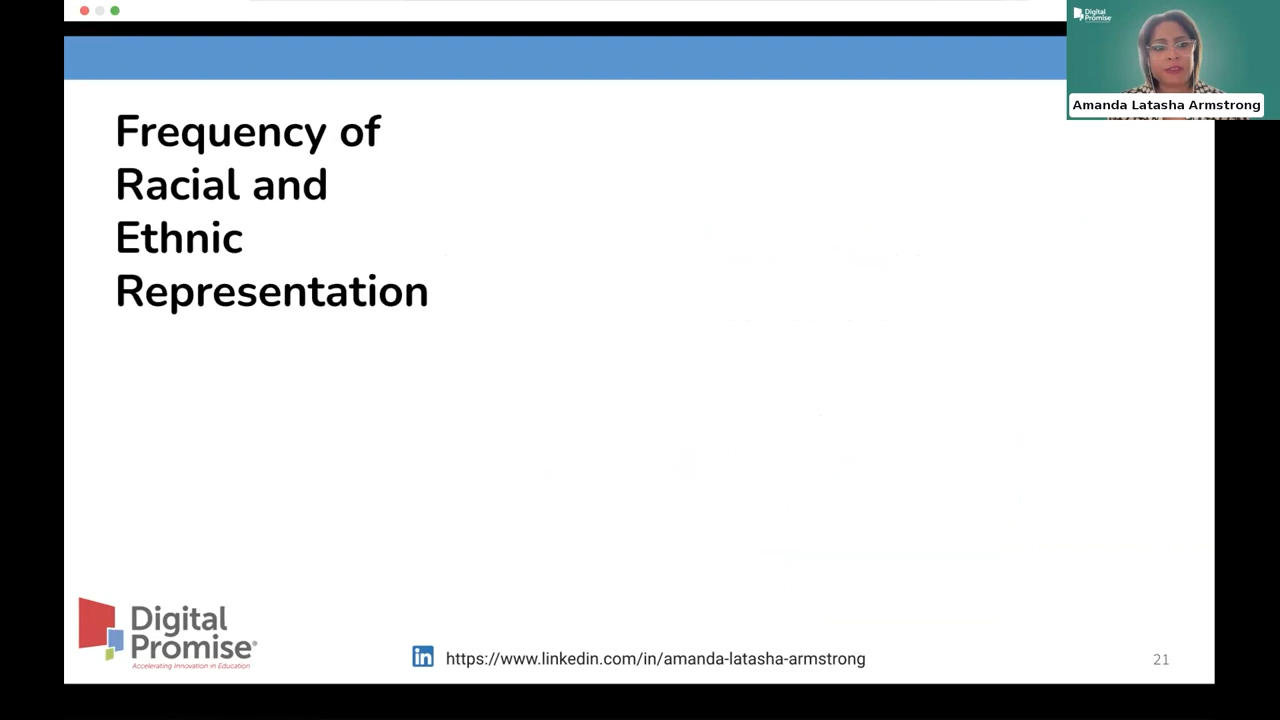 Digital
Promise
Amanda Latasha Armstrong
Frequency of
Racial and
Ethnic
Representation
Digital
Promise®
Accelerating Innovation in Education
in
https://www.linkedin.com/in/amanda-latasha-armstrong
21